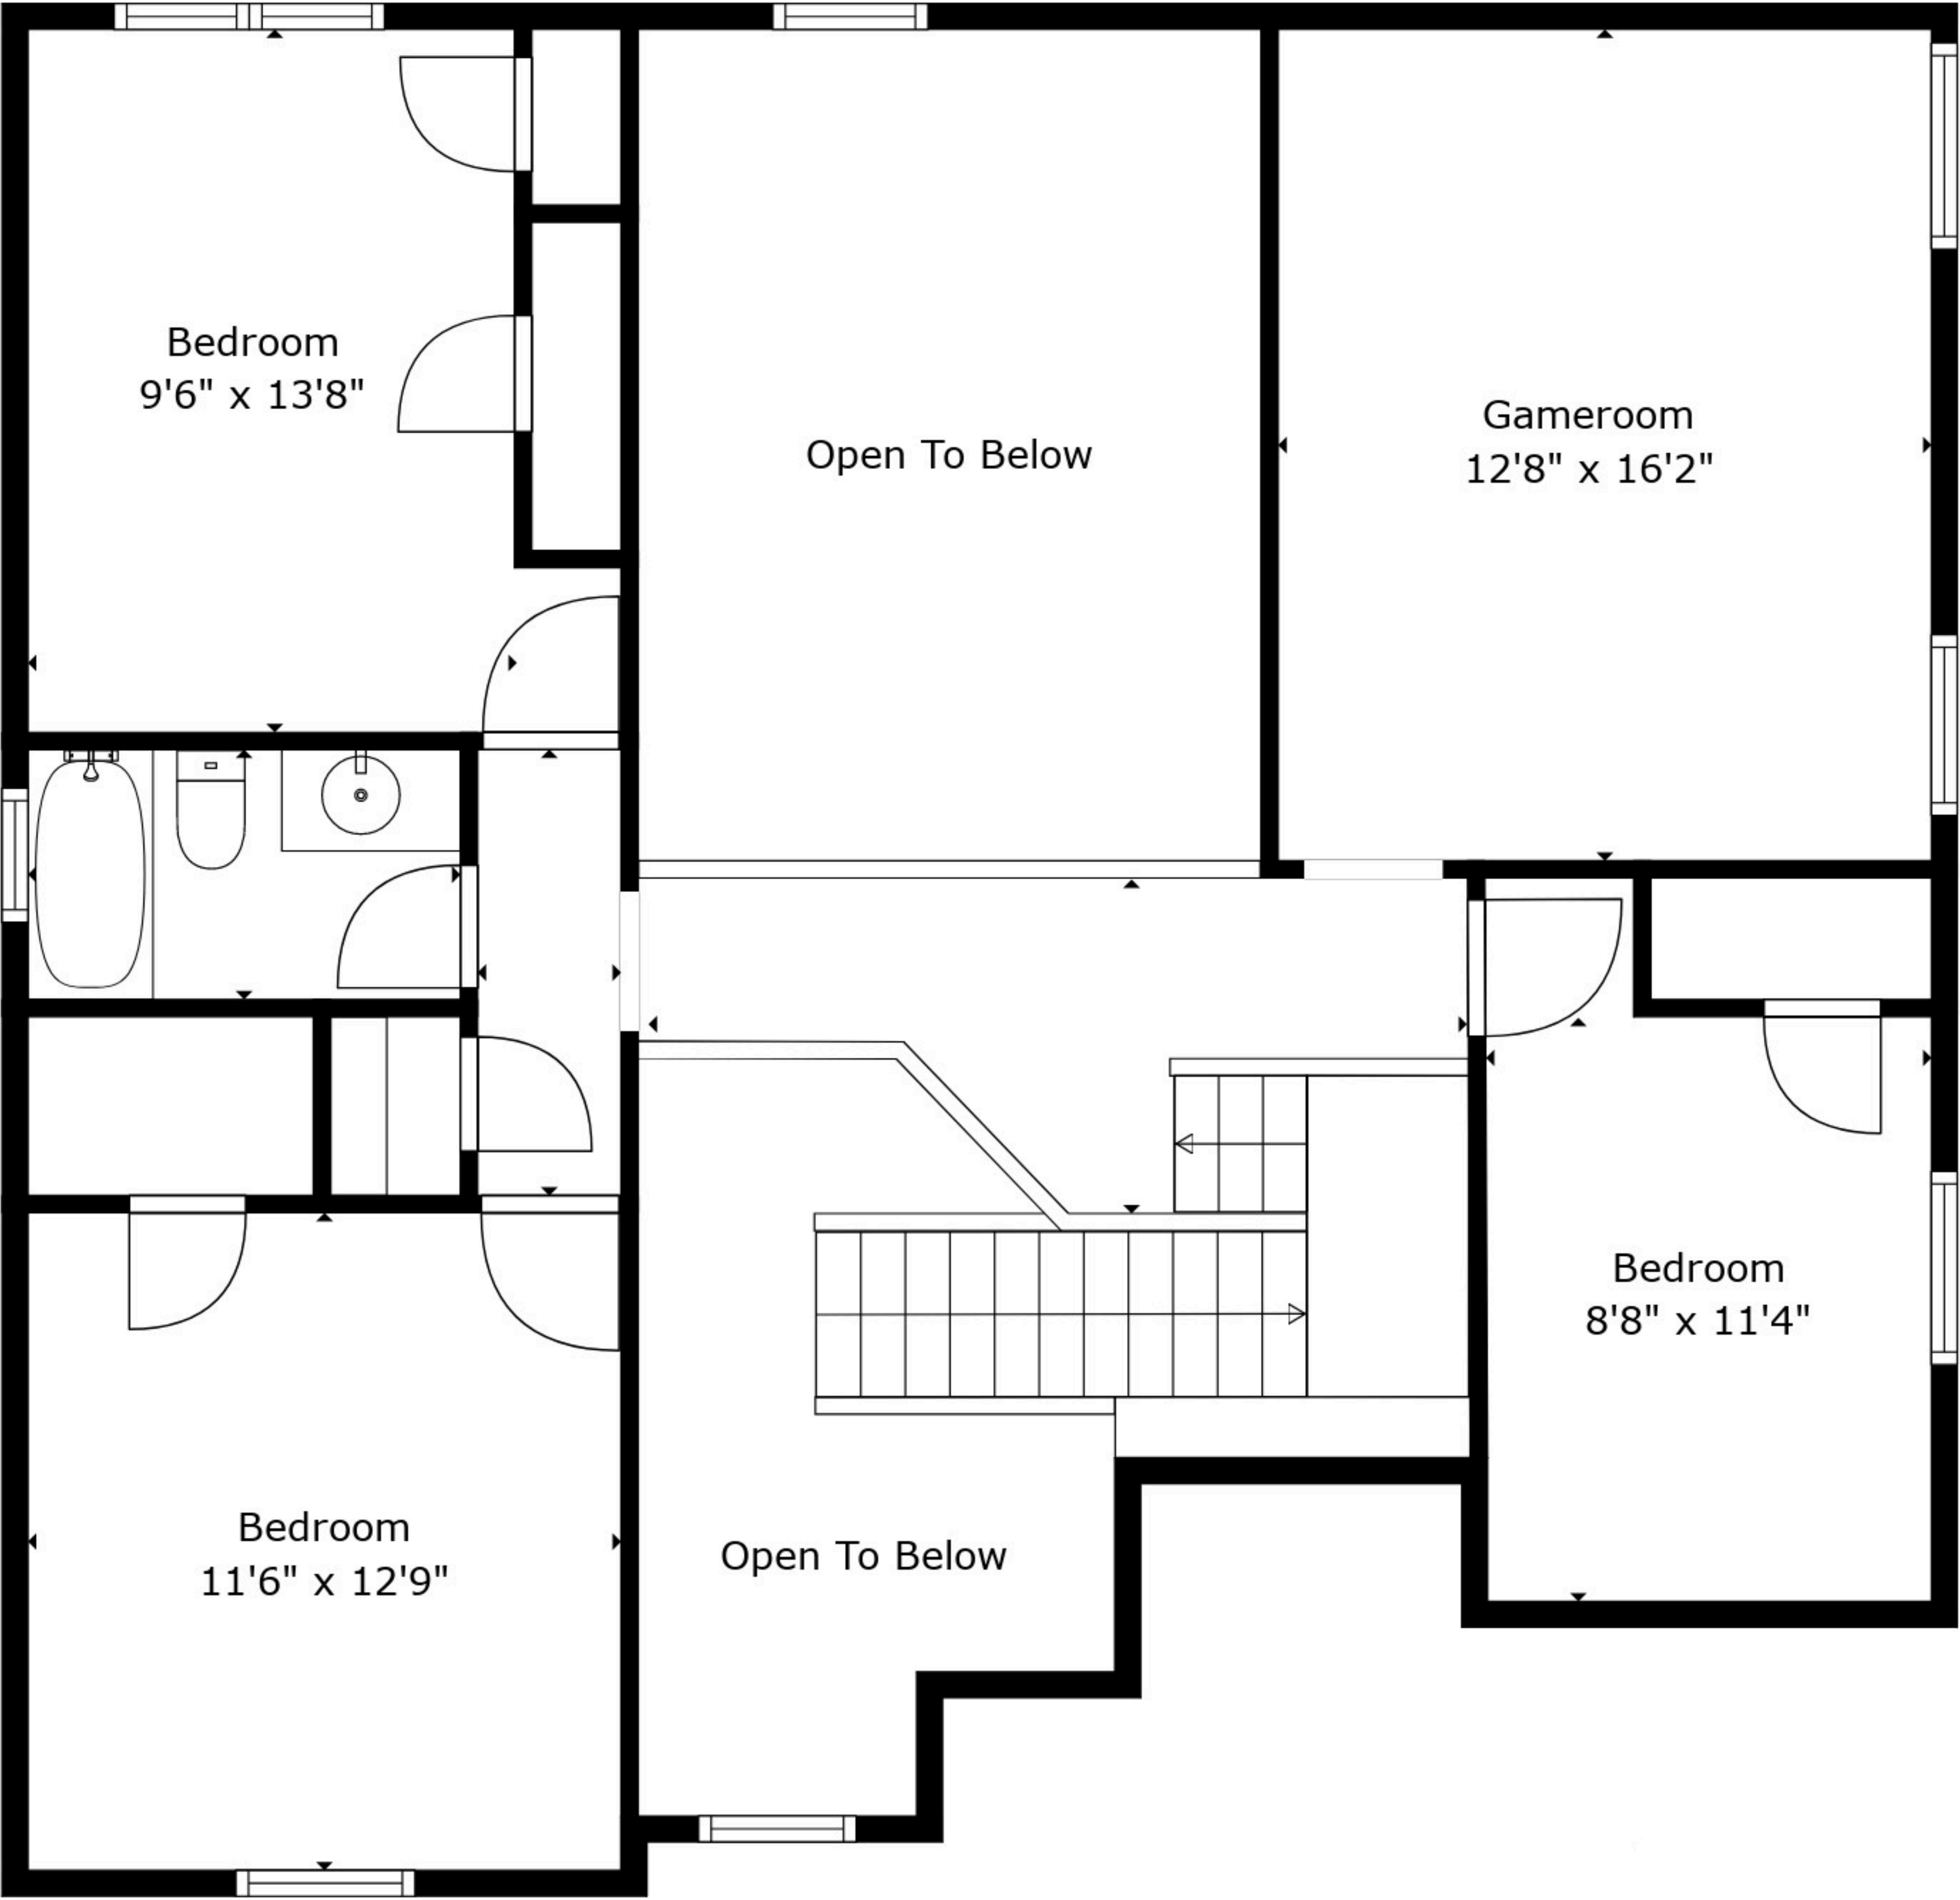 Bedroom
9'6" x 13'8"
Open To Below
Gameroom
12'8" x 16'2"
Bedroom
8'8" x 11'4"
Bedroom
11'6" x 12'9"
Open To Below